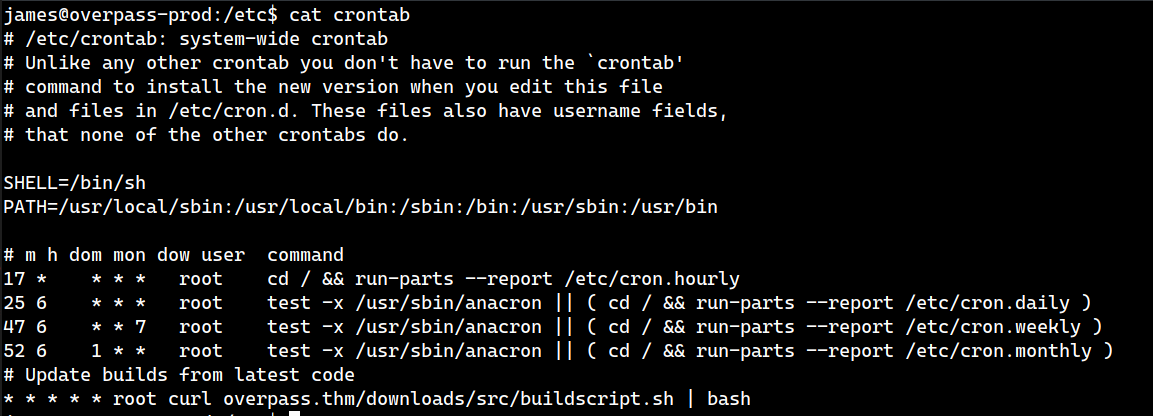 james@overpass-prod:/etc$ cat crontab
# /etc/crontab: system-wide crontab
# Unlike any other crontab you don't have to run the `crontab'
# command to install the new version when you edit this file
# and files in /etc/cron.d. These files also have username fields,
# that none of the other crontabs do.

SHELL=/bin/sh
PATH=/usr/local/sbin:/usr/local/bin:/sbin:/bin:/usr/sbin:/usr/bin

# m h dom mon dow user  command
17 *    * * *   root    cd / && run-parts --report /etc/cron.hourly
25 6    * * *   root    test -x /usr/sbin/anacron || ( cd / && run-parts --report /etc/cron.daily )
47 6    * * 7   root    test -x /usr/sbin/anacron || ( cd / && run-parts --report /etc/cron.weekly )
52 6    1 * *   root    test -x /usr/sbin/anacron || ( cd / && run-parts --report /etc/cron.monthly )
# Update builds from latest code
* * * * * root curl overpass.thm/downloads/src/buildscript.sh | bash